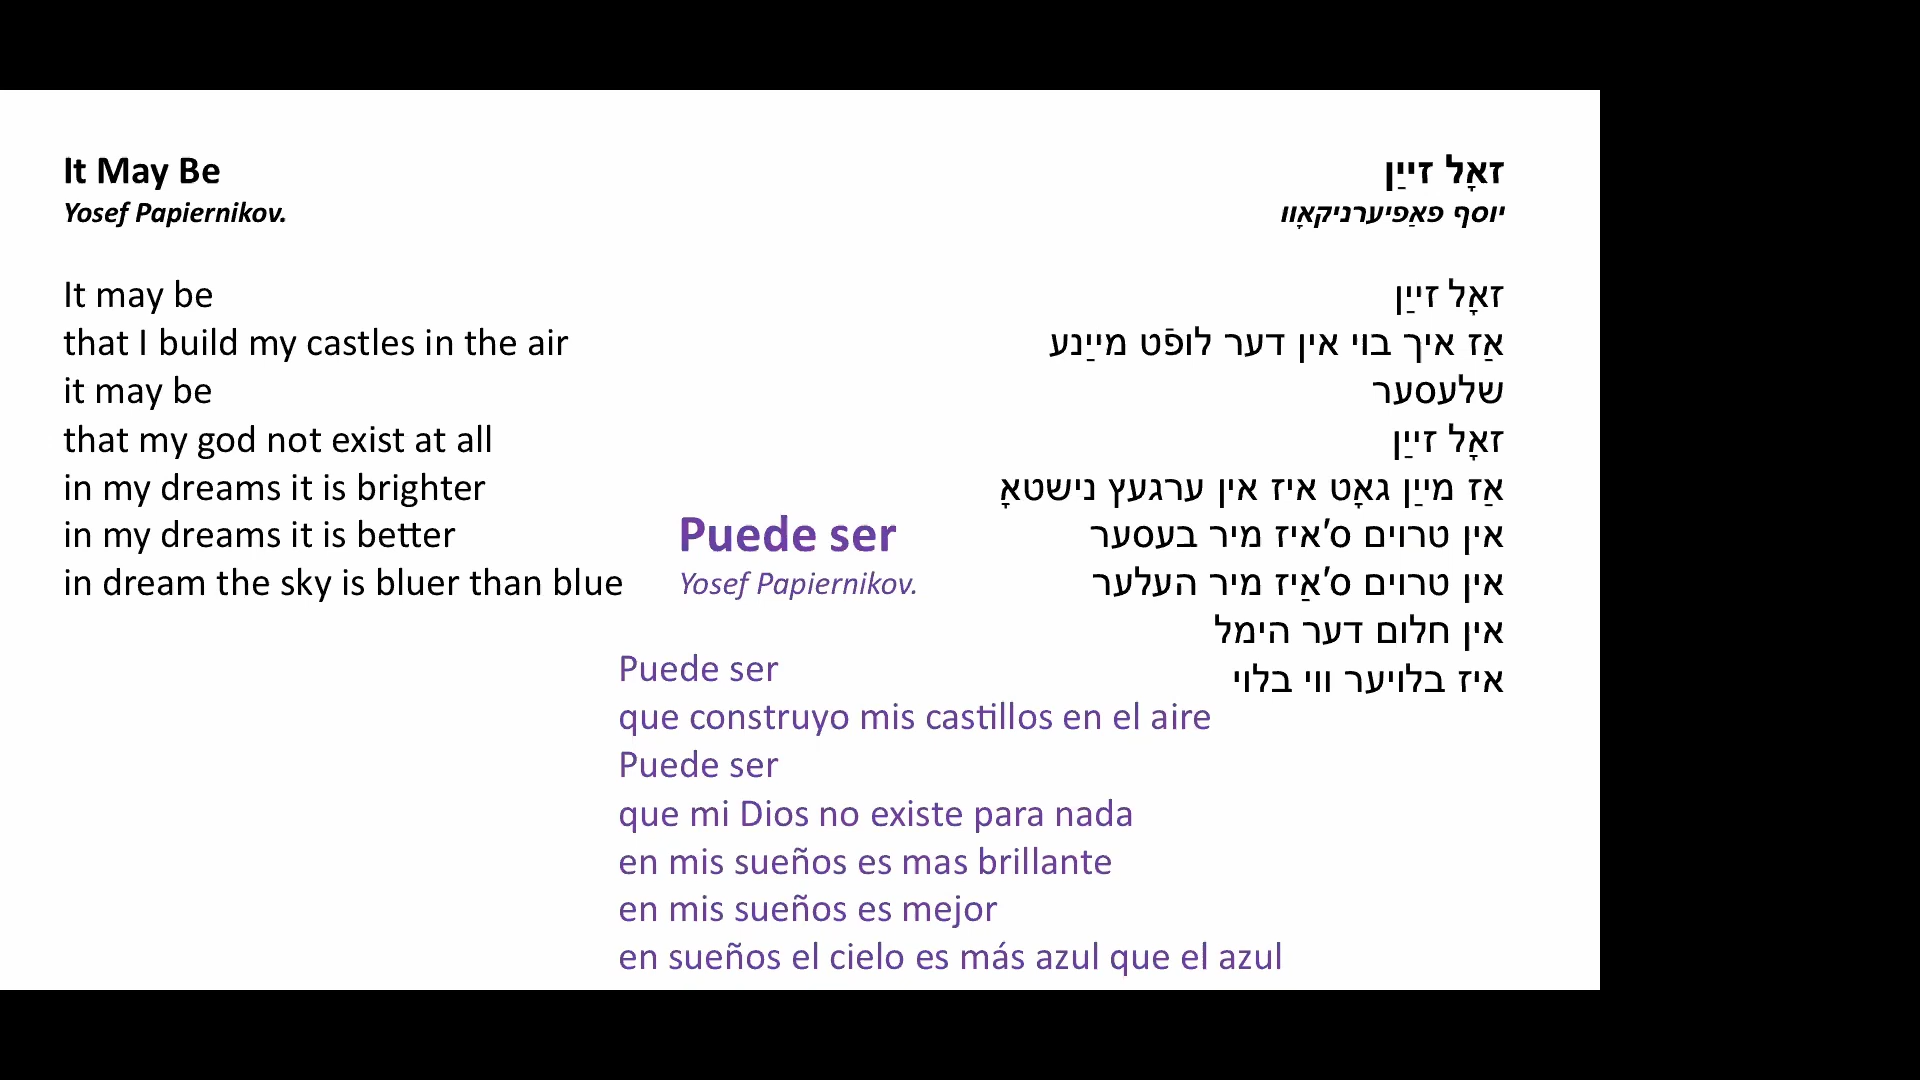 It May Be
Yosef Papiernikov.
It may be
that I build my castles in the air
it may be
that my god not exist at all
in my dreams it is brighter
in my dreams it is better
in dream the sky is bluer than blue
זאָל זייַן
יוסף פּאַפּיערניקאָוו
זאָל זייַן
אַז איך בוי אין דער לופֿט מייַנע
שלעסער
זאָל זייַן
אַז מייַן גאָט איז אין ערגעץ נישטאָ
אין טרוים ס'איז מיר בעסער
אין טרוים ס'אַיז מיר העלער
אין חלום דער הימל
איז בלויער ווי בלוי
Puede ser
Yosef Papiernikov.
Puede ser
que construyo mis castillos en el aire
Puede ser
que mi Dios no existe para nada
en mis sueños es mas brillante
en mis sueños es mejor
en sueños el cielo es más azul que el azul